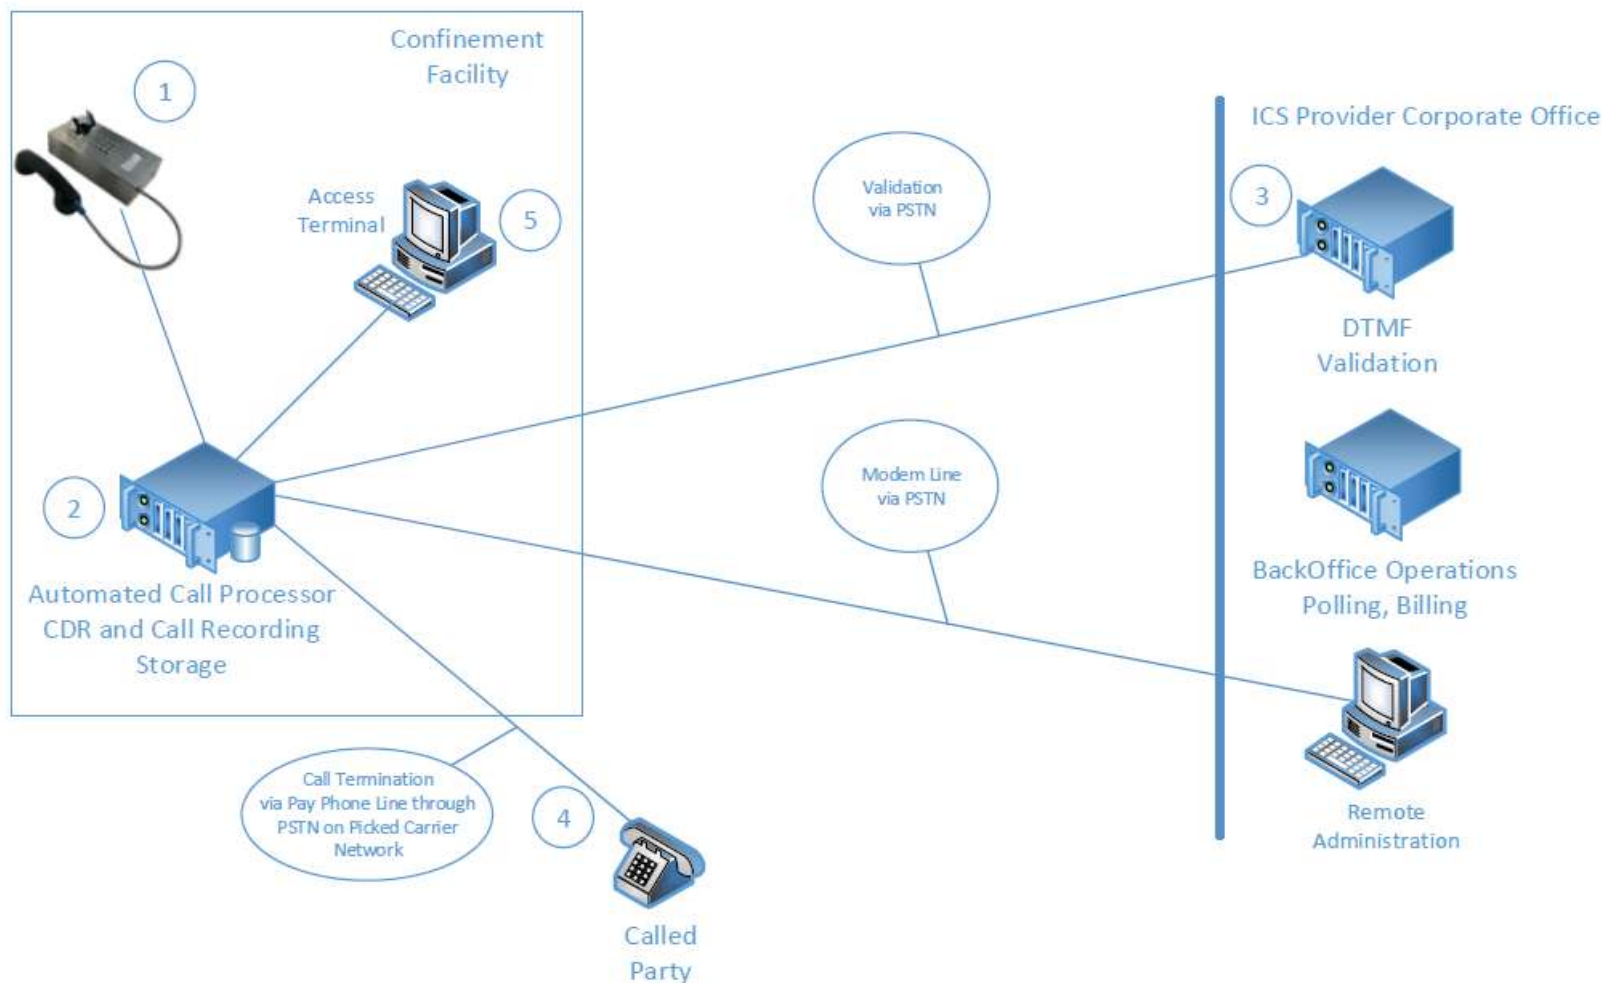 Confinement
Facility
1
ICS Provider Corporate Office
Access
Terminal
5
Validation
via PSTN
3
DTMF
Validation
2
Modem Line
via PSTN
Automated Call Processor
CDR and Call Recording
Storage
BackOffice Operations
Polling, Billing
Call Termination
via Pay Phone Line through
PSTN on Picked Carrier
Network
4
Remote
Administration
Called
Party